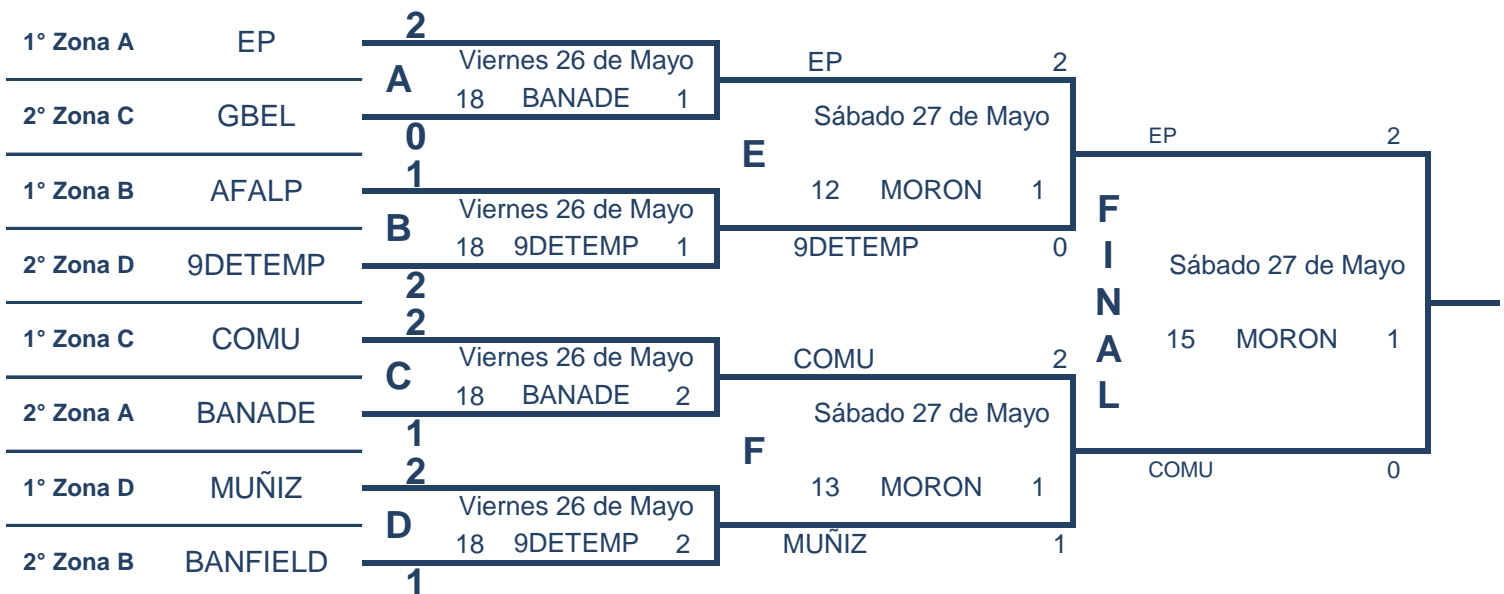 1° Zona A EP
2° Zona C GBEL
1° Zona B AFALP
2° Zona D 9DETEMP
1° Zona C COMU
2° Zona A BANADE
1° Zona D MUÑIZ
2° Zona B BANFIELD
2
A
Viernes 26 de Mayo
18 BANADE 1
0
1
B
Viernes 26 de Mayo
18 9DETEMP 1
2
2
C
Viernes 26 de Mayo
18 BANADE 2
1
2
D
Viernes 26 de Mayo
18 9DETEMP 2
1
EP 2
E
Sábado 27 de Mayo
12 MORON 1
9DETEMP 0
COMU 2
F
Sábado 27 de Mayo
13 MORON 1
MUÑIZ 1
EP 2
FINAL
Sábado 27 de Mayo
15 MORON 1
COMU 0